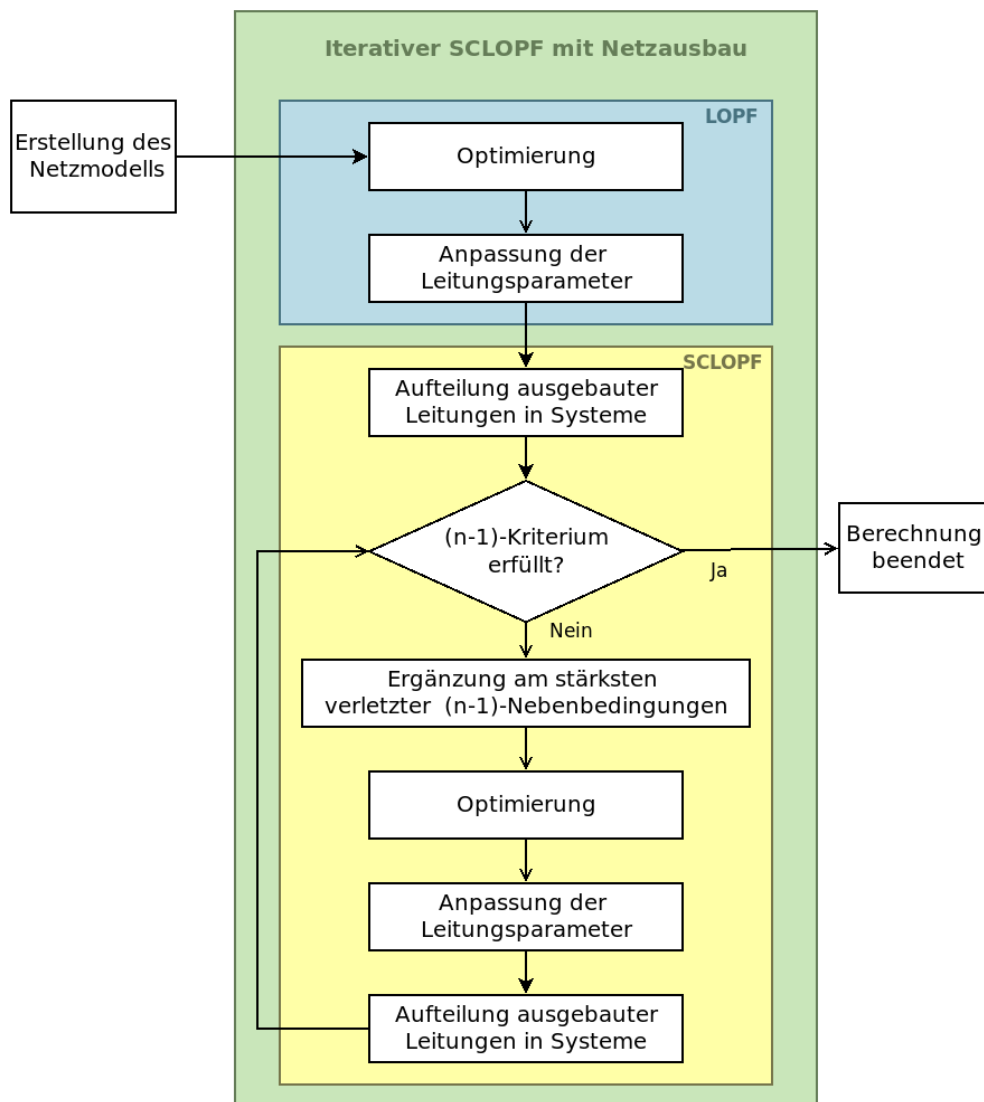 Iterativer SCLOPF mit Netzausbau
Erstellung des
Netzmodells
LOPF
Optimierung
Anpassung der
Leitungsparameter
SCLOPF
Aufteilung ausgebauter
Leitungen in Systeme
(n-1)-Kriterium
erfüllt?
Ja
Berechnung
beendet
Nein
Ergänzung am stärksten
verletzter (n-1)-Nebenbedingungen
Optimierung
Anpassung der
Leitungsparameter
Aufteilung ausgebauter
Leitungen in Systeme